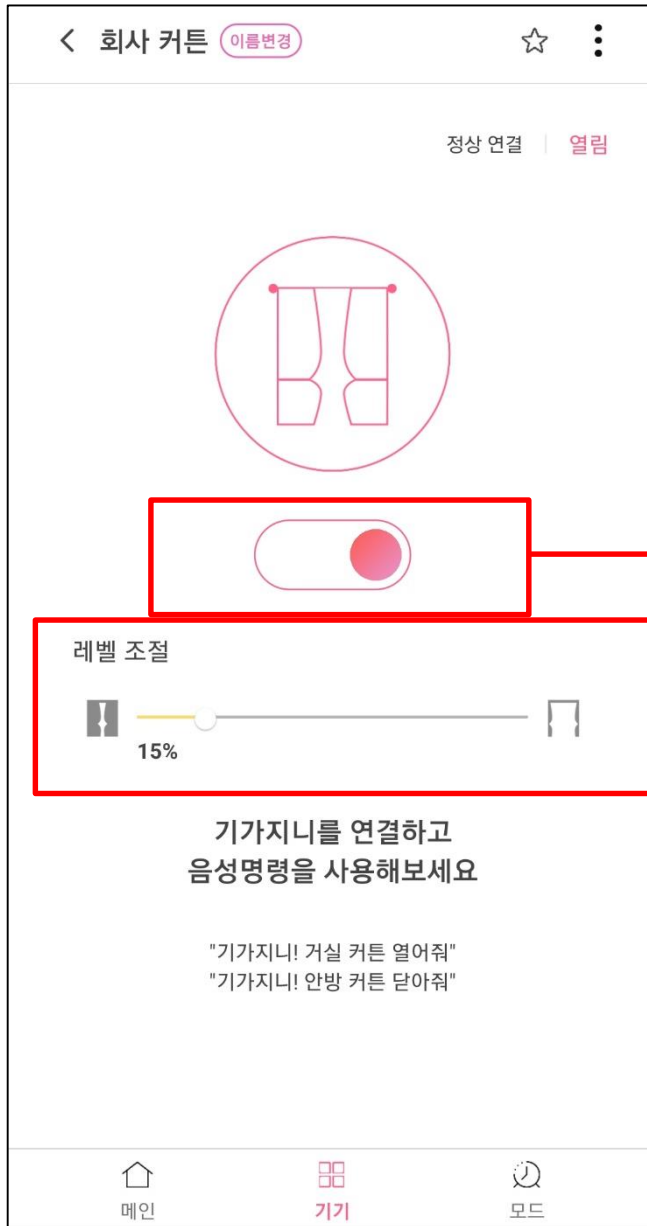 회사 커튼 이름변경
정상 연결 열림
레벨 조절
15%
기가지니를 연결하고
음성명령을 사용해보세요
"기가지니! 거실 커튼 열어줘"
"기가지니! 안방 커튼 닫아줘"
메인 기기 모드